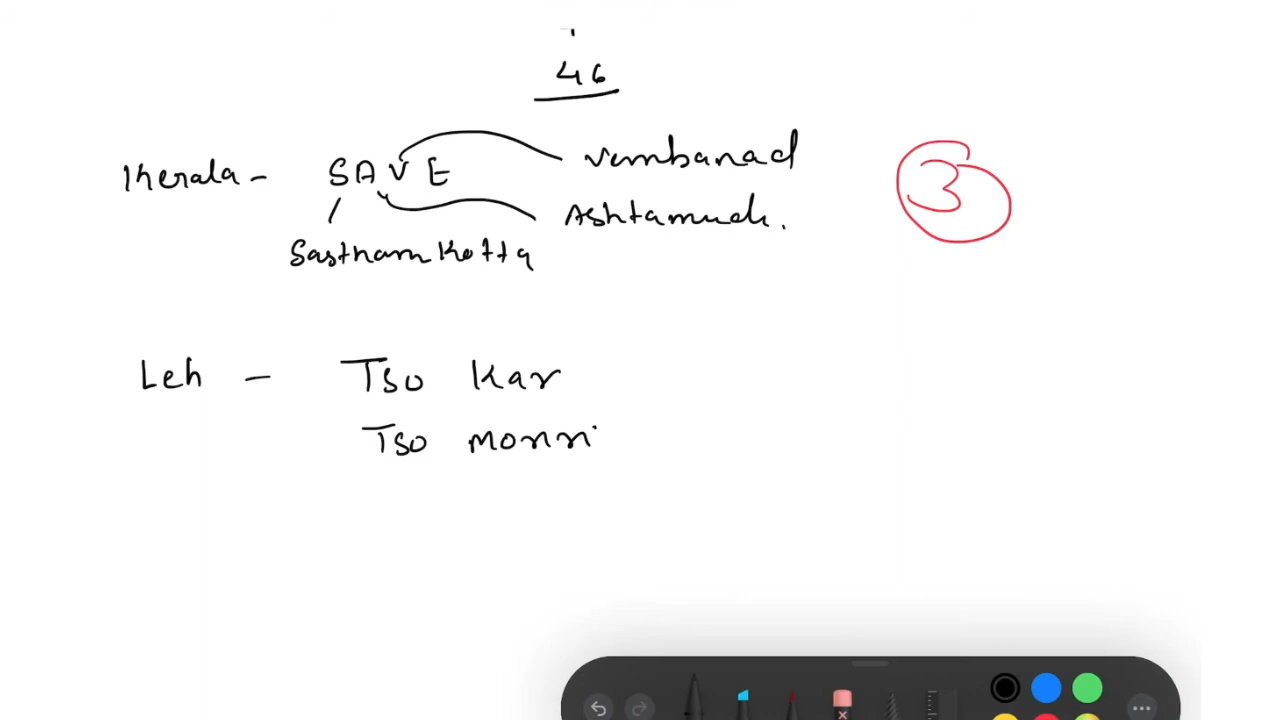 46
Kerala - SAVE
Vembanad
3
Ashtamudi.
Sasthamkotta
Leh - Tso Kar
Tso morri